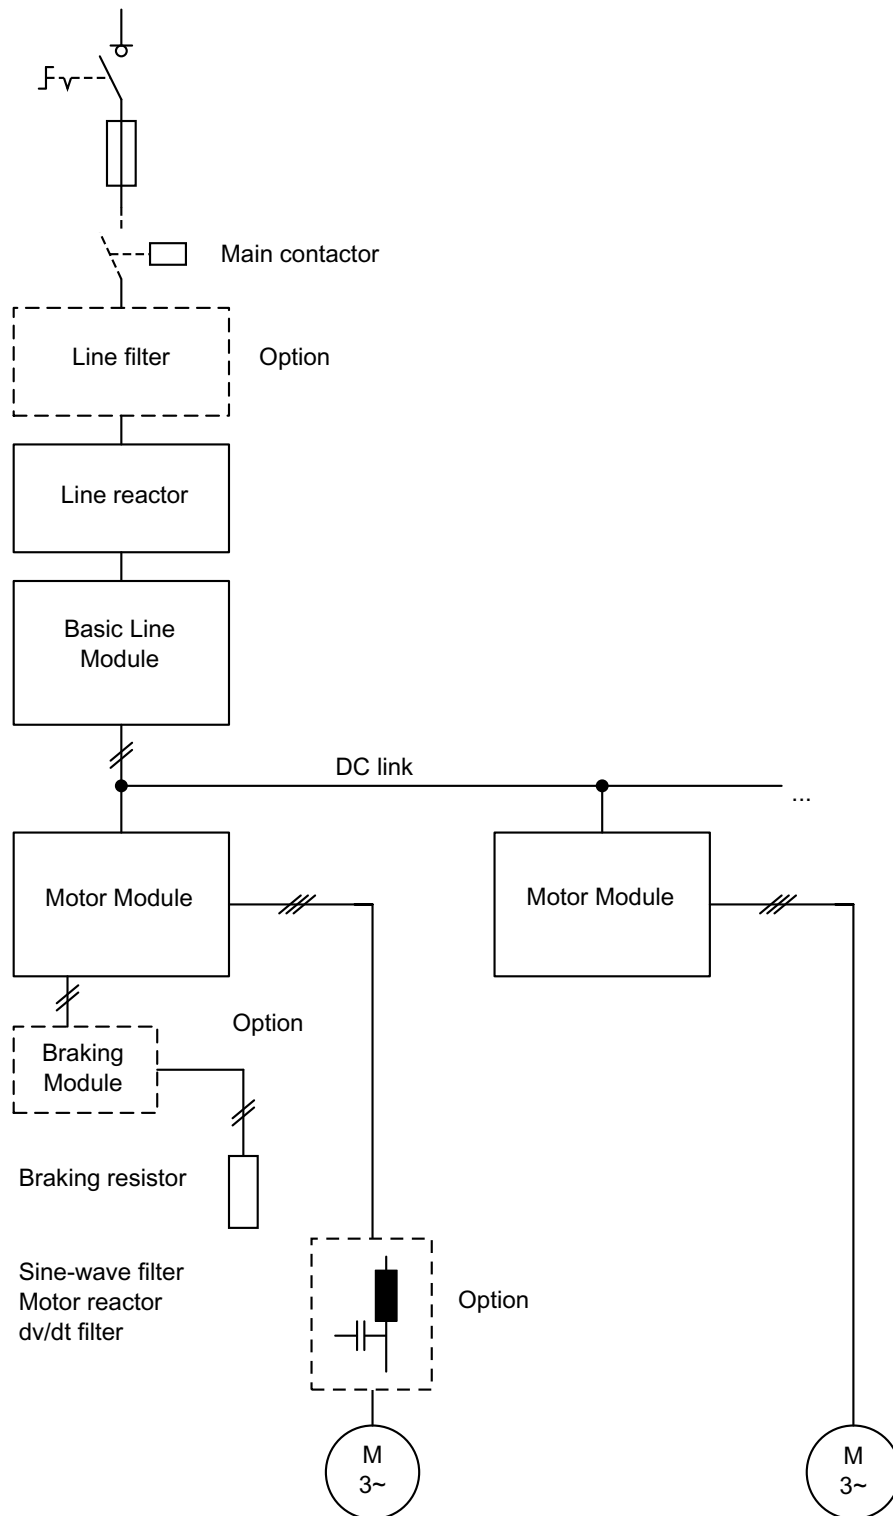 Main contactor
Line filter
Option
Line reactor
Basic Line
Module
DC link
...
Motor Module
Motor Module
Option
Braking
Module
Braking resistor
Sine-wave filter
Motor reactor
dv/dt filter
Option
M
3~
M
3~